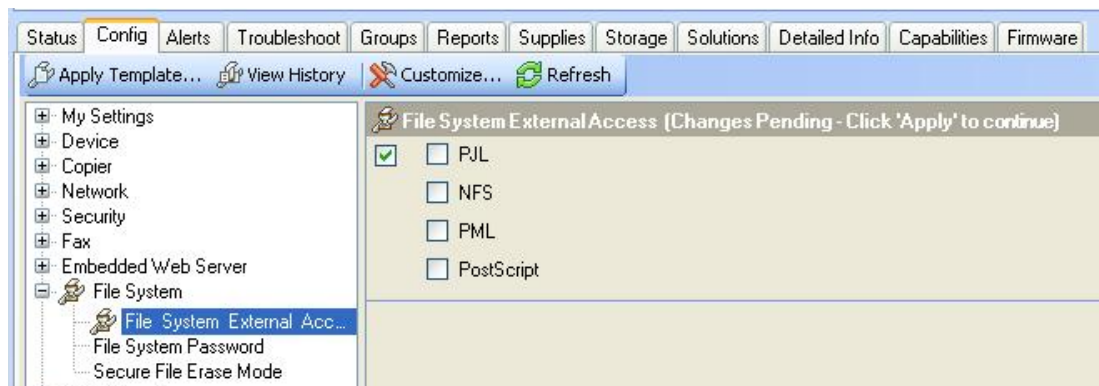 Status Config Alerts Troubleshoot Groups Reports Supplies Storage Solutions Detailed Info Capabilities Firmware
Apply Template... View History Customize... Refresh
My Settings
Device
Copier
Network
Security
Fax
Embedded Web Server
File System
File System External Acc...
File System Password
Secure File Erase Mode
File System External Access (Changes Pending - Click 'Apply' to continue)
PJL
NFS
PML
PostScript